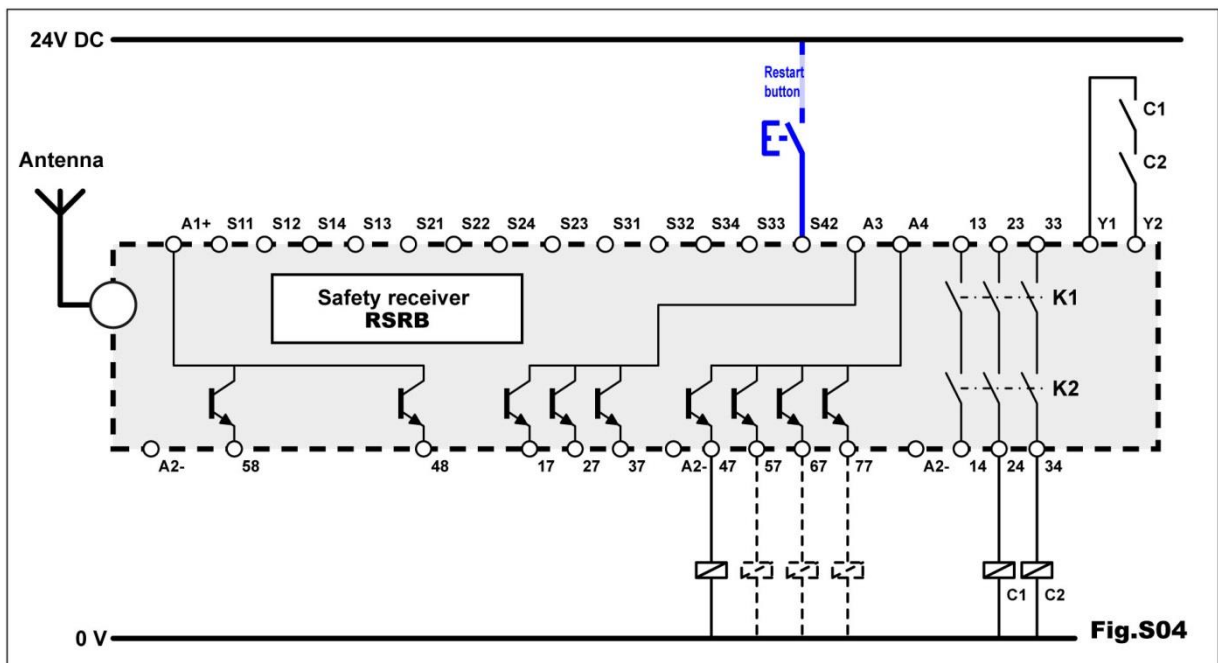 24V DC
Restart
button
C1
C2
Antenna
A1+ S11 S12 S14 S13 S21 S22 S24 S23 S31 S32 S34 S33 S42 A3 A4 13 23 33 Y1 Y2
Safety receiver
RSRB
K1
K2
A2- 58 48 17 27 37 A2- 47 57 67 77 A2- 14 24 34
C1 C2
0 V
Fig.S04